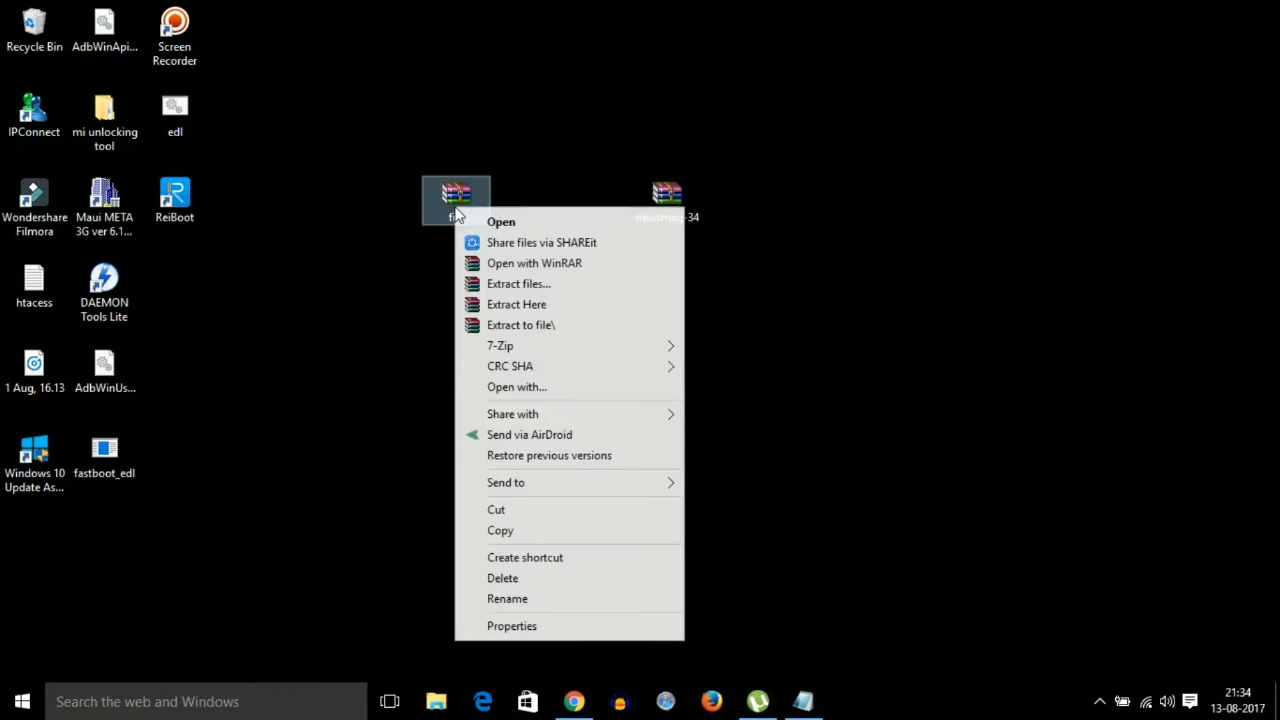 Recycle Bin
AdbWinApi...
Screen
Recorder
IPConnect
mi unlocking
tool
edl
Wondershare
Filmora
Maui META
3G ver 6.1...
ReiBoot
htacess
DAEMON
Tools Lite
1 Aug, 16.13
AdbWinUs...
Windows 10
Update As...
fastboot_edl
newsmag-34
Open
Share files via SHAREit
Open with WinRAR
Extract files...
Extract Here
Extract to file\
7-Zip
CRC SHA
Open with...
Share with
Send via AirDroid
Restore previous versions
Send to
Cut
Copy
Create shortcut
Delete
Rename
Properties
Search the web and Windows
21:34
13-08-2017